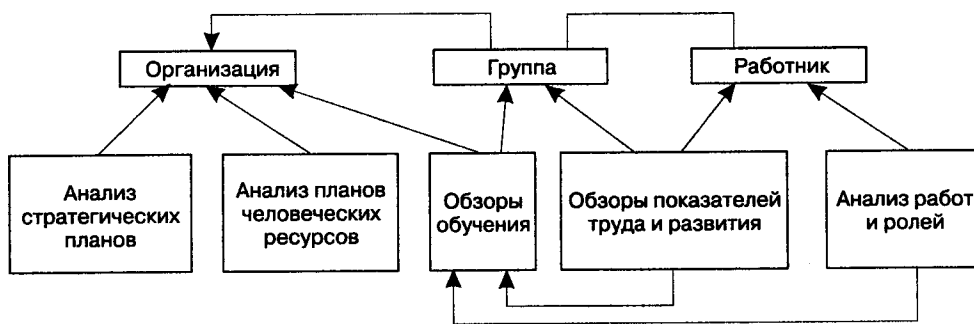 Организация
Группа
Работник
Анализ
стратегических
планов
Анализ планов
человеческих
ресурсов
Обзоры
обучения
Обзоры показателей
труда и развития
Анализ работ
и ролей